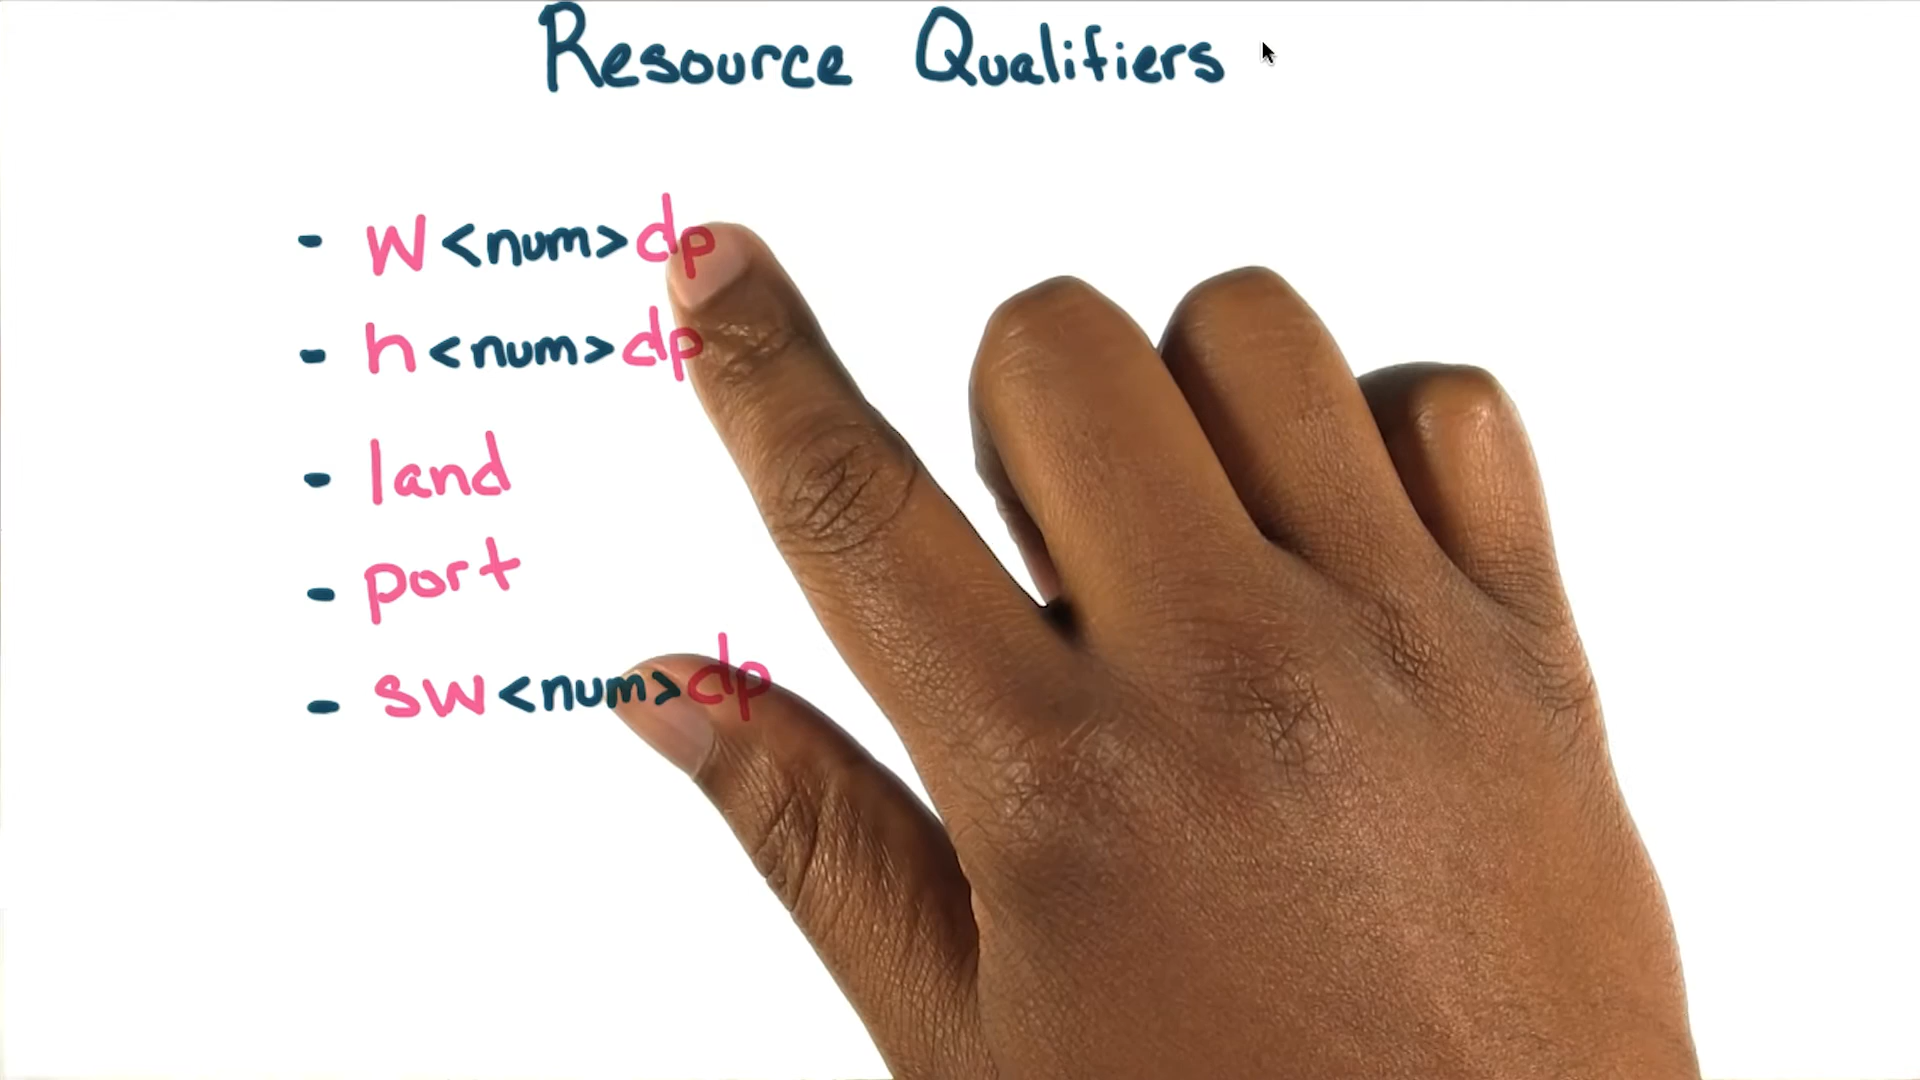 Resource Qualifiers
- w<num>dp
- h<num>dp
- land
- port
- sw<num>dp